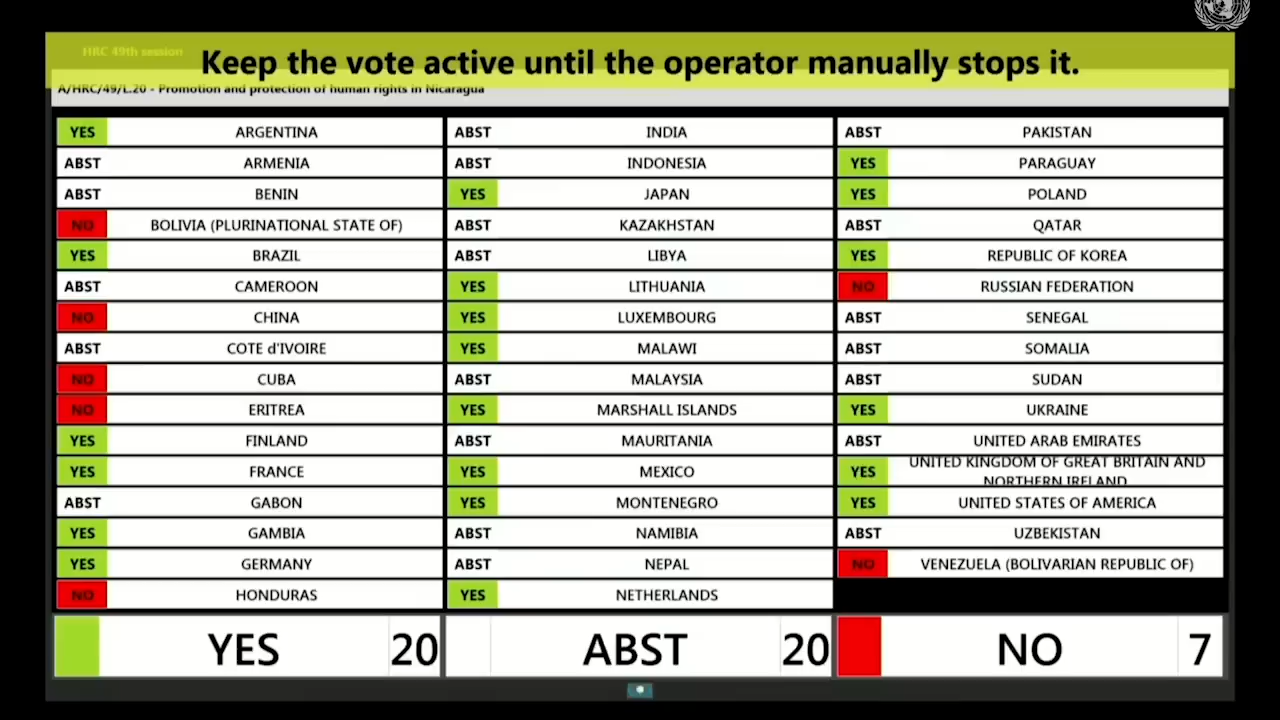 HRC 49th session
Keep the vote active until the operator manually stops it.
A/HRC/49/L.20 - Promotion and protection of human rights in Nicaragua
YES ARGENTINA
ABST ARMENIA
ABST BENIN
NO BOLIVIA (PLURINATIONAL STATE OF)
YES BRAZIL
ABST CAMEROON
NO CHINA
ABST COTE d'IVOIRE
NO CUBA
NO ERITREA
YES FINLAND
YES FRANCE
ABST GABON
YES GAMBIA
YES GERMANY
NO HONDURAS
ABST INDIA
ABST INDONESIA
YES JAPAN
ABST KAZAKHSTAN
ABST LIBYA
YES LITHUANIA
YES LUXEMBOURG
YES MALAWI
ABST MALAYSIA
YES MARSHALL ISLANDS
ABST MAURITANIA
YES MEXICO
YES MONTENEGRO
ABST NAMIBIA
ABST NEPAL
YES NETHERLANDS
ABST PAKISTAN
YES PARAGUAY
YES POLAND
ABST QATAR
YES REPUBLIC OF KOREA
NO RUSSIAN FEDERATION
ABST SENEGAL
ABST SOMALIA
ABST SUDAN
YES UKRAINE
ABST UNITED ARAB EMIRATES
YES UNITED KINGDOM OF GREAT BRITAIN AND
NORTHERN IRELAND
YES UNITED STATES OF AMERICA
ABST UZBEKISTAN
NO VENEZUELA (BOLIVARIAN REPUBLIC OF)
YES 20 ABST 20 NO 7